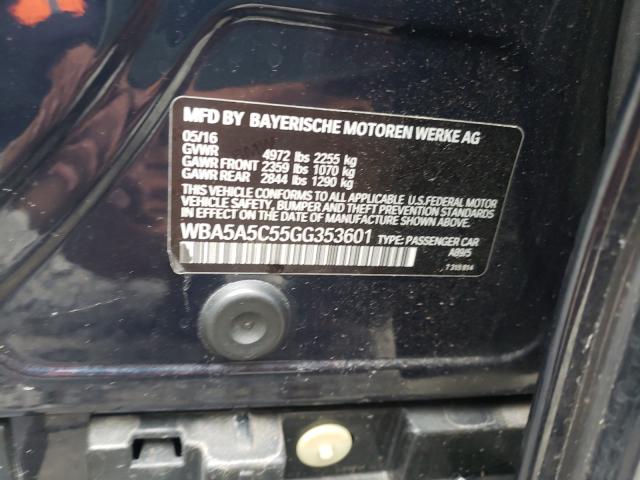 MFD BY BAYERISCHE MOTOREN WERKE AG
05/16
GVWR 4972 lbs 2255 kg
GAWR FRONT 2359 lbs 1070 kg
GAWR REAR 2844 lbs 1290 kg
THIS VEHICLE CONFORMS TO ALL APPLICABLE U.S.FEDERAL MOTOR
VEHICLE SAFETY, BUMPER AND THEFT PREVENTION STANDARDS
IN EFFECT ON THE DATE OF MANUFACTURE SHOWN ABOVE.
WBA5A5C55GG353601 TYPE: PASSENGER CAR
A89/5